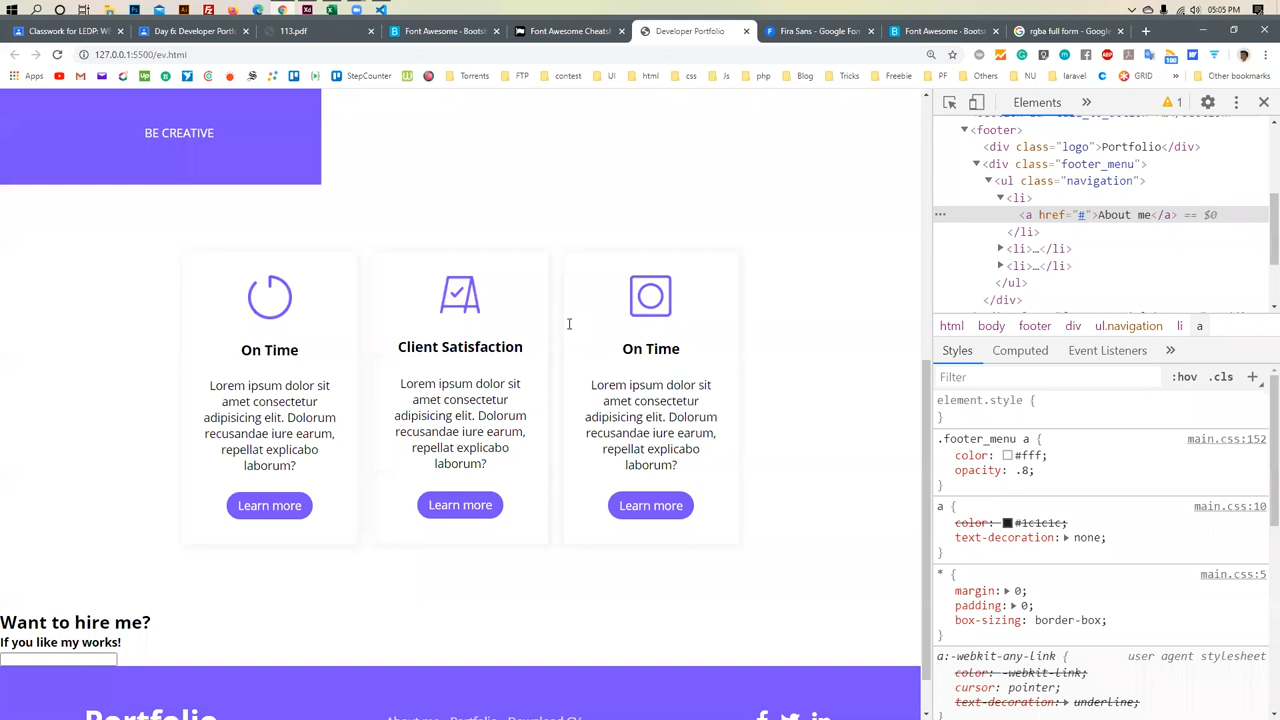 05:05 PM
Classwork for LEDP: W
Day 6: Developer Portf
113.pdf
Font Awesome - Bootst
Font Awesome Cheats
Developer Portfolio
Fira Sans - Google Fon
Font Awesome - Boots
rgba full form - Google
127.0.0.1:5500/ev.html
Apps
StepCounter
Torrents
FTP
contest
UI
html
css
Js
php
Blog
Tricks
Freebie
PF
Others
NU
laravel
GRID
Other bookmarks
BE CREATIVE
On Time
Client Satisfaction
On Time
Lorem ipsum dolor sit
amet consectetur
adipisicing elit. Dolorum
recusandae iure earum,
repellat explicabo
laborum?
Lorem ipsum dolor sit
amet consectetur
adipisicing elit. Dolorum
recusandae iure earum,
repellat explicabo
laborum?
Lorem ipsum dolor sit
amet consectetur
adipisicing elit. Dolorum
recusandae iure earum,
repellat explicabo
laborum?
Learn more
Learn more
Learn more
Want to hire me?
If you like my works!
Portfolio
About me Portfolio Download CV
Elements
1
<footer>
<div class="logo">Portfolio</div>
<div class="footer_menu">
<ul class="navigation">
<li>
<a href="#">About me</a> == $0
</li>
<li>…</li>
<li>…</li>
</ul>
</div>
html body footer div ul.navigation li a
Styles Computed Event Listeners
Filter
:hov .cls +
element.style {
}
.footer_menu a { main.css:152
color: #fff;
opacity: .8;
}
a { main.css:10
color: #1c1c1c;
text-decoration: none;
}
* { main.css:5
margin: 0;
padding: 0;
box-sizing: border-box;
}
a:-webkit-any-link { user agent stylesheet
color: -webkit-link;
cursor: pointer;
text-decoration: underline;